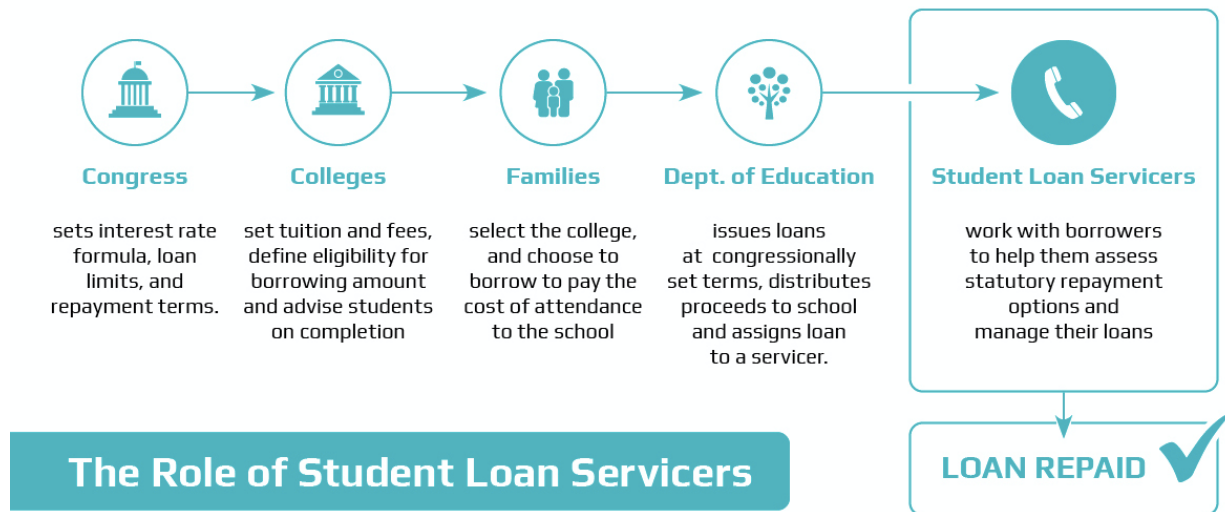 Congress
sets interest rate
formula, loan
limits, and
repayment terms.
Colleges
set tuition and fees,
define eligibility for
borrowing amount
and advise students
on completion
Families
select the college,
and choose to
borrow to pay the
cost of attendance
to the school
Dept. of Education
issues loans
at congressionally
set terms, distributes
proceeds to school
and assigns loan
to a servicer.
Student Loan Servicers
work with borrowers
to help them assess
statutory repayment
options and
manage their loans
The Role of Student Loan Servicers
LOAN REPAID